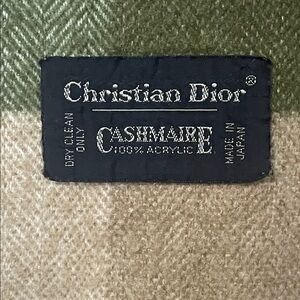 Christian Dior®
CASHMAIRE
100% ACRYLIC
DRY CLEAN
ONLY
MADE IN
JAPAN